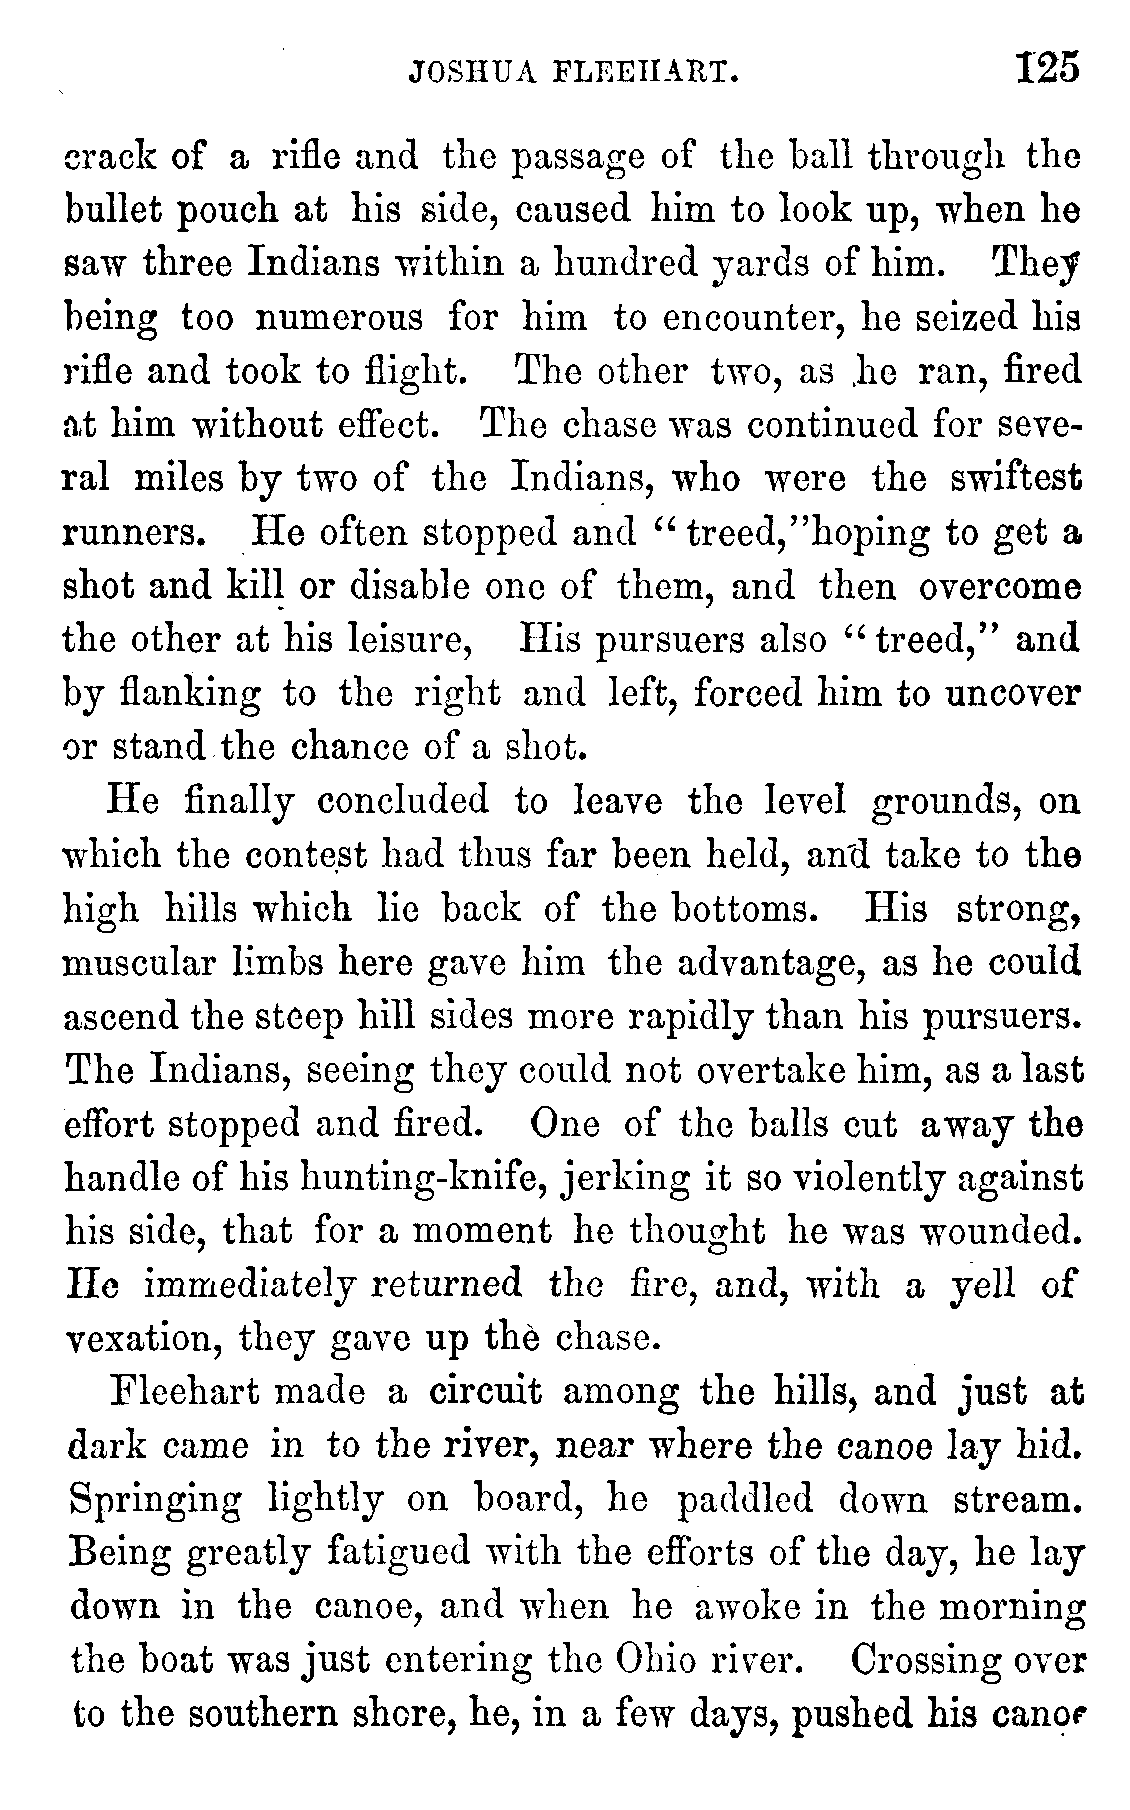 JOSHUA FLEEHART. 125
crack of a rifle and the passage of the ball through the
bullet pouch at his side, caused him to look up, when he
saw three Indians within a hundred yards of him. They
being too numerous for him to encounter, he seized his
rifle and took to flight. The other two, as he ran, fired
at him without effect. The chase was continued for seve-
ral miles by two of the Indians, who were the swiftest
runners. He often stopped and “treed,”hoping to get a
shot and kill or disable one of them, and then overcome
the other at his leisure, His pursuers also “treed,” and
by flanking to the right and left, forced him to uncover
or stand the chance of a shot.
He finally concluded to leave the level grounds, on
which the contest had thus far been held, and take to the
high hills which lie back of the bottoms. His strong,
muscular limbs here gave him the advantage, as he could
ascend the steep hill sides more rapidly than his pursuers.
The Indians, seeing they could not overtake him, as a last
effort stopped and fired. One of the balls cut away the
handle of his hunting-knife, jerking it so violently against
his side, that for a moment he thought he was wounded.
He immediately returned the fire, and, with a yell of
vexation, they gave up the chase.
Fleehart made a circuit among the hills, and just at
dark came in to the river, near where the canoe lay hid.
Springing lightly on board, he paddled down stream.
Being greatly fatigued with the efforts of the day, he lay
down in the canoe, and when he awoke in the morning
the boat was just entering the Ohio river. Crossing over
to the southern shore, he, in a few days, pushed his canoe